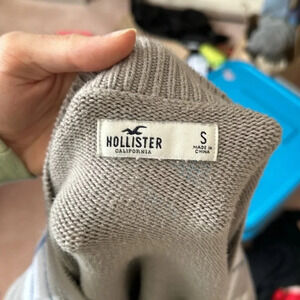 HOLLISTER
CALIFORNIA
S
MADE IN
CHINA